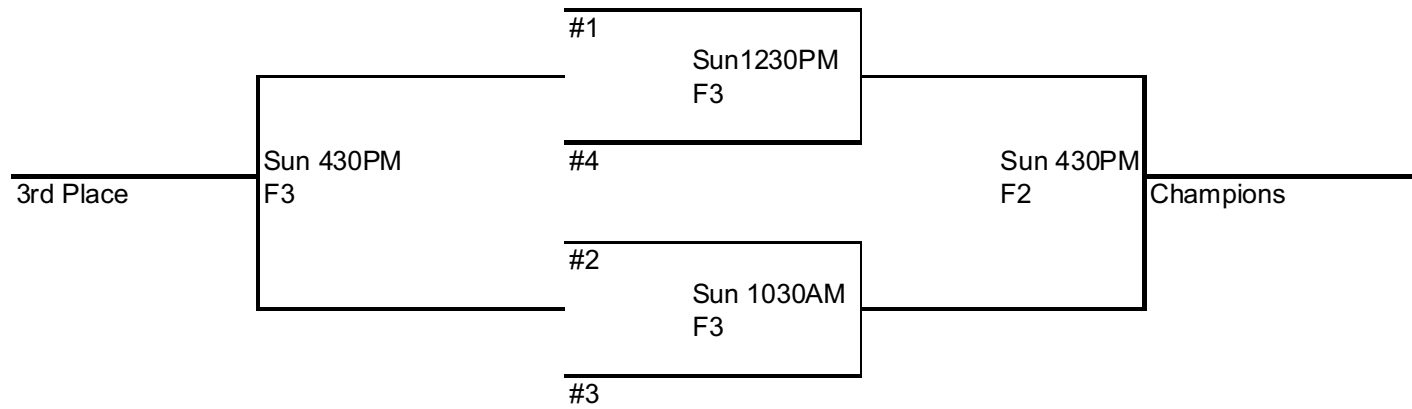 #1
Sun1230PM
F3
#4
Sun 430PM
F3
3rd Place
Sun 430PM
F2
Champions
#2
Sun 1030AM
F3
#3